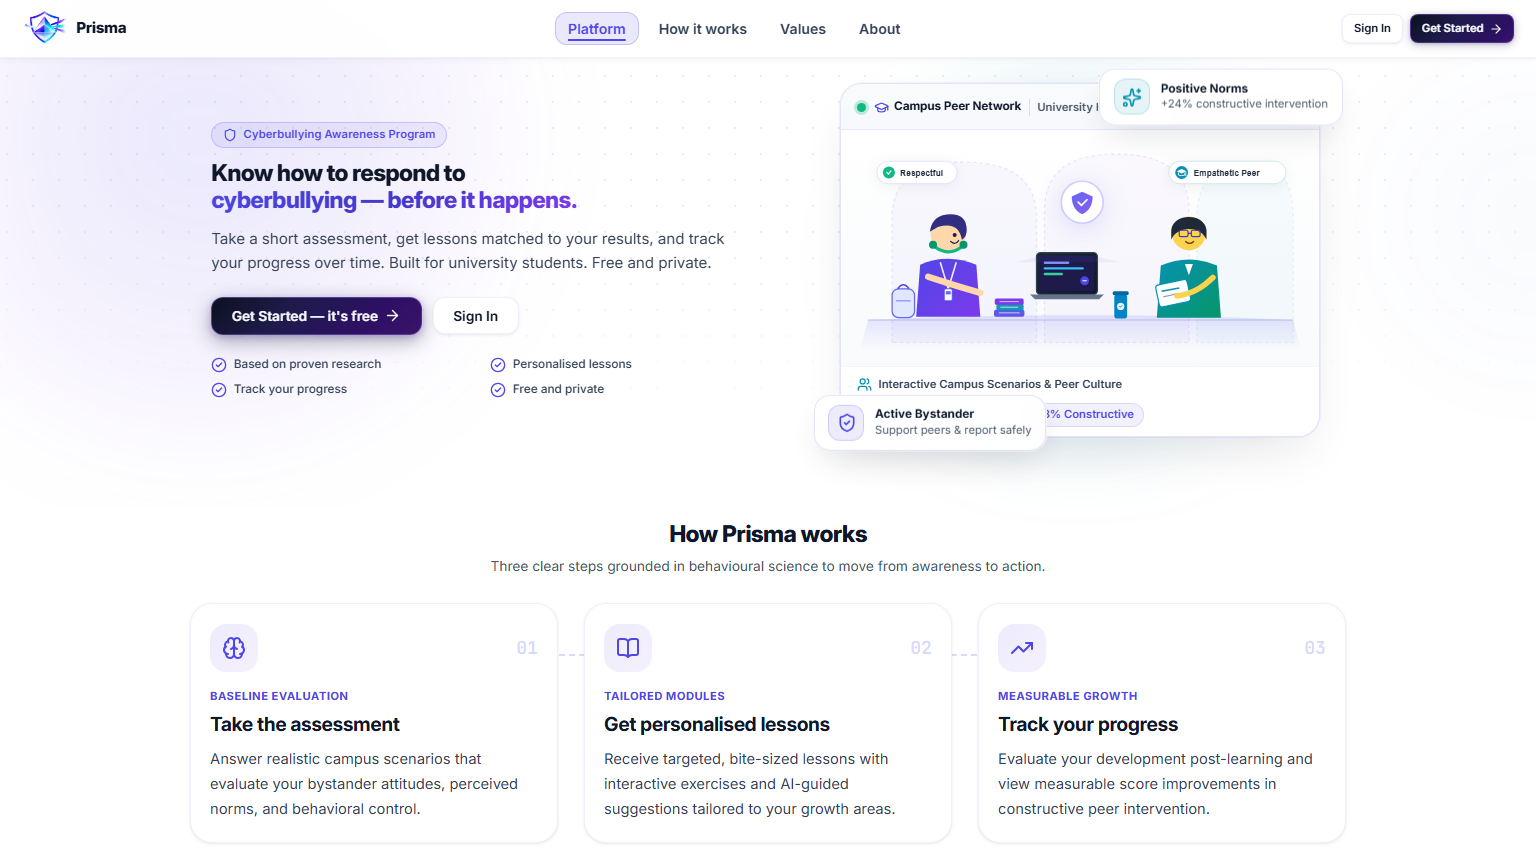 Prisma
Platform
How it works
Values
About
Sign In
Get Started
Cyberbullying Awareness Program
Know how to respond to
cyberbullying — before it happens.
Take a short assessment, get lessons matched to your results, and track
your progress over time. Built for university students. Free and private.
Get Started — it's free
Sign In
Based on proven research
Personalised lessons
Track your progress
Free and private
Campus Peer Network
University
Positive Norms
+24% constructive intervention
Respectful
Empathetic Peer
Interactive Campus Scenarios & Peer Culture
Active Bystander
Support peers & report safely
% Constructive
How Prisma works
Three clear steps grounded in behavioural science to move from awareness to action.
01
BASELINE EVALUATION
Take the assessment
Answer realistic campus scenarios that
evaluate your bystander attitudes, perceived
norms, and behavioral control.
02
TAILORED MODULES
Get personalised lessons
Receive targeted, bite-sized lessons with
interactive exercises and AI-guided
suggestions tailored to your growth areas.
03
MEASURABLE GROWTH
Track your progress
Evaluate your development post-learning and
view measurable score improvements in
constructive peer intervention.